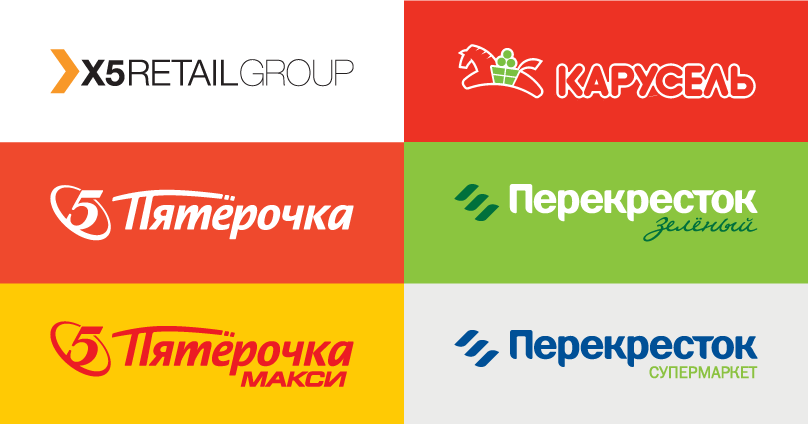 X5RETAILGROUP
КАРУСЕЛЬ
5 Пятёрочка
Перекресток
зелёный
5 Пятёрочка
МАКСИ
Перекресток
СУПЕРМАРКЕТ